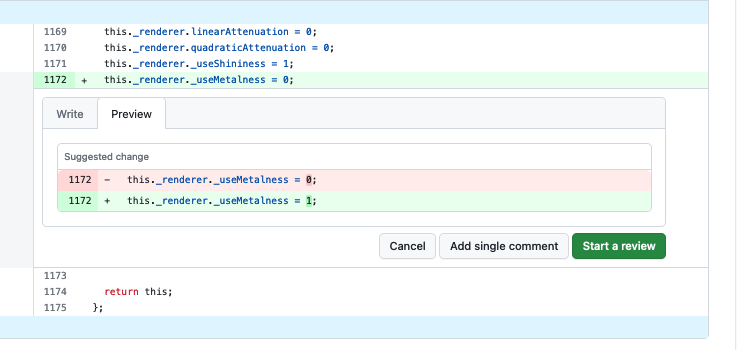 1169 this._renderer.linearAttenuation = 0;
1170 this._renderer.quadraticAttenuation = 0;
1171 this._renderer._useShininess = 1;
1172 + this._renderer._useMetalness = 0;
Write Preview
Suggested change
1172 - this._renderer._useMetalness = 0;
1172 + this._renderer._useMetalness = 1;
Cancel Add single comment Start a review
1173
1174 return this;
1175 };